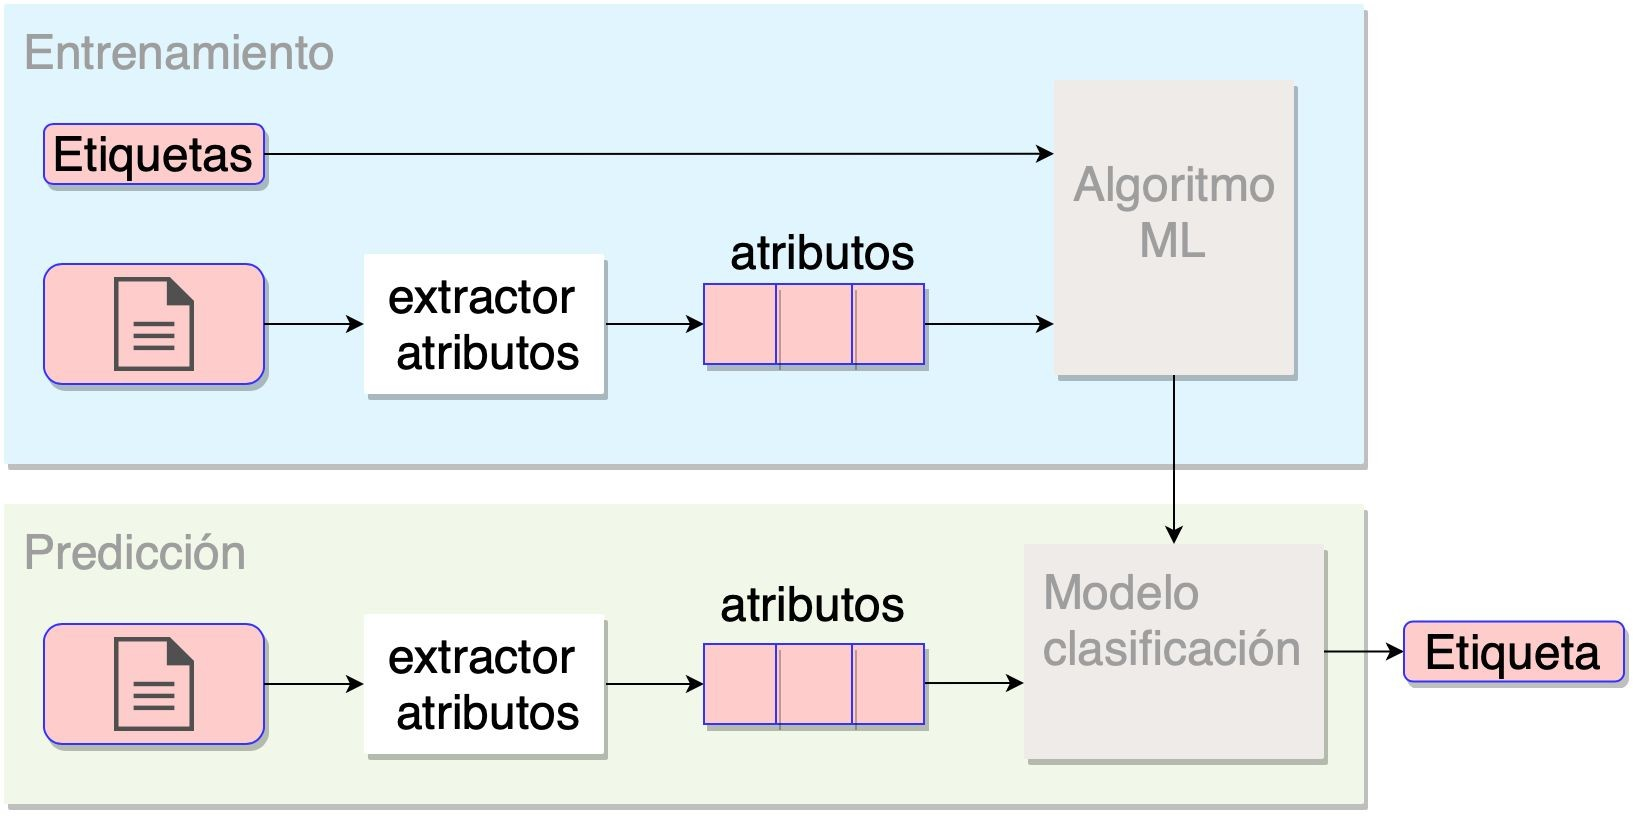 Entrenamiento
Etiquetas
Algoritmo
ML
atributos
extractor
atributos
Predicción
atributos
Modelo
clasificación
extractor
atributos
Etiqueta